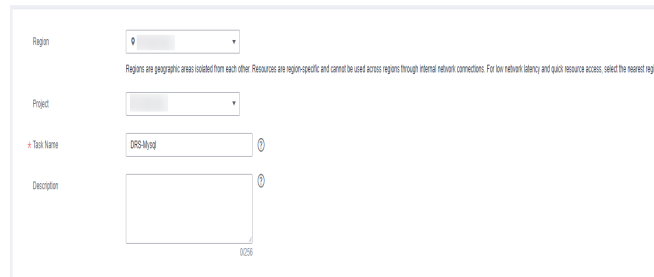 Region
Regions are geographic areas isolated from each other. Resources are region-specific and cannot be used across regions through internal network connections. For low network latency and quick resource access, select the nearest regi
Project
* Task Name
DRS-Mysql
Description
0/256